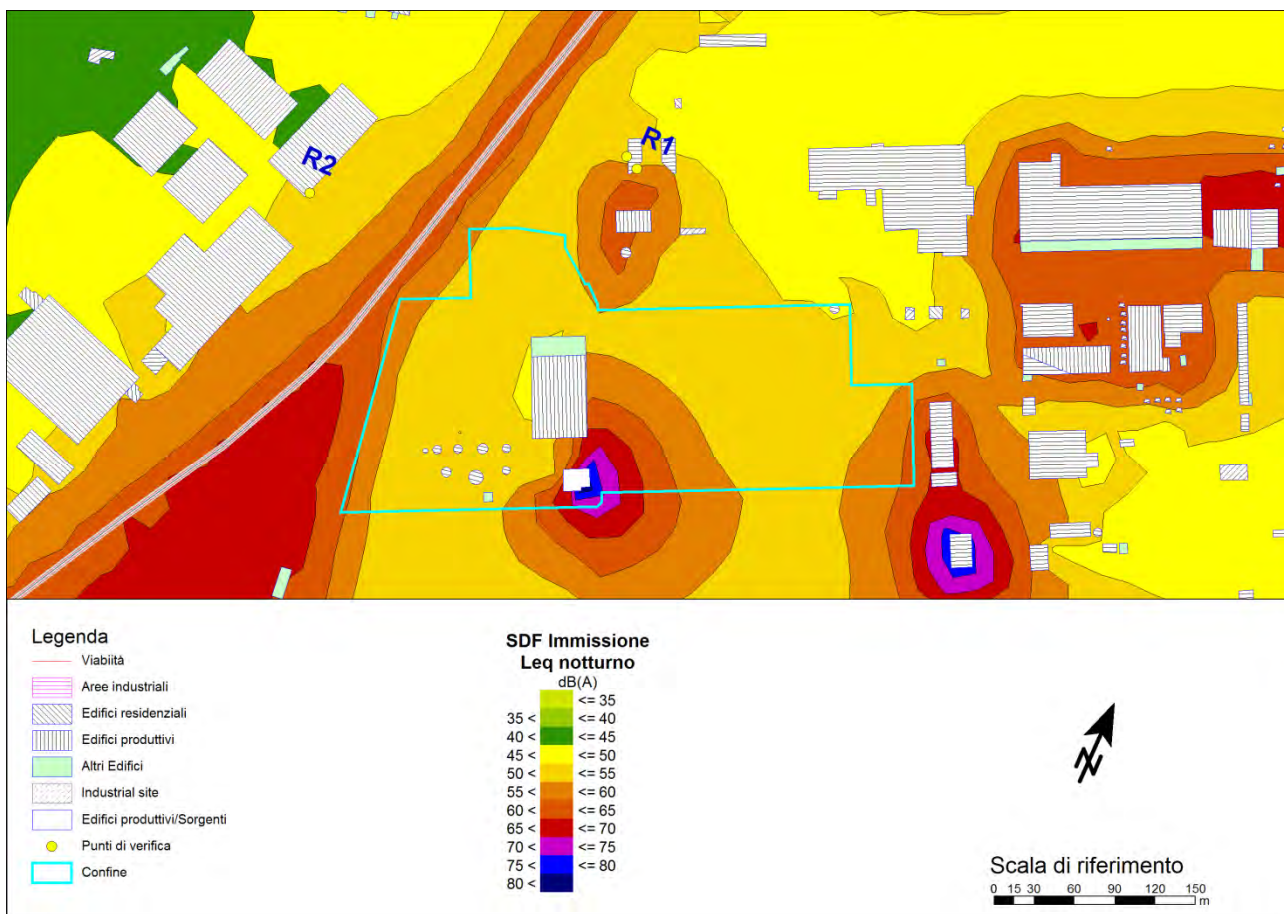 R1
R2
Legenda
Viabiità
Aree industriali
Edifici residenziali
Edifici produttivi
Altri Edifici
Industrial site
Edifici produttivi/Sorgenti
Punti di verifica
Confine
SDF Immissione
Leq notturno
dB(A)
<= 35
35 < <= 40
40 < <= 45
45 < <= 50
50 < <= 55
55 < <= 60
60 < <= 65
65 < <= 70
70 < <= 75
75 < <= 80
80 <
N
Scala di riferimento
0 15 30 60 90 120 150
m